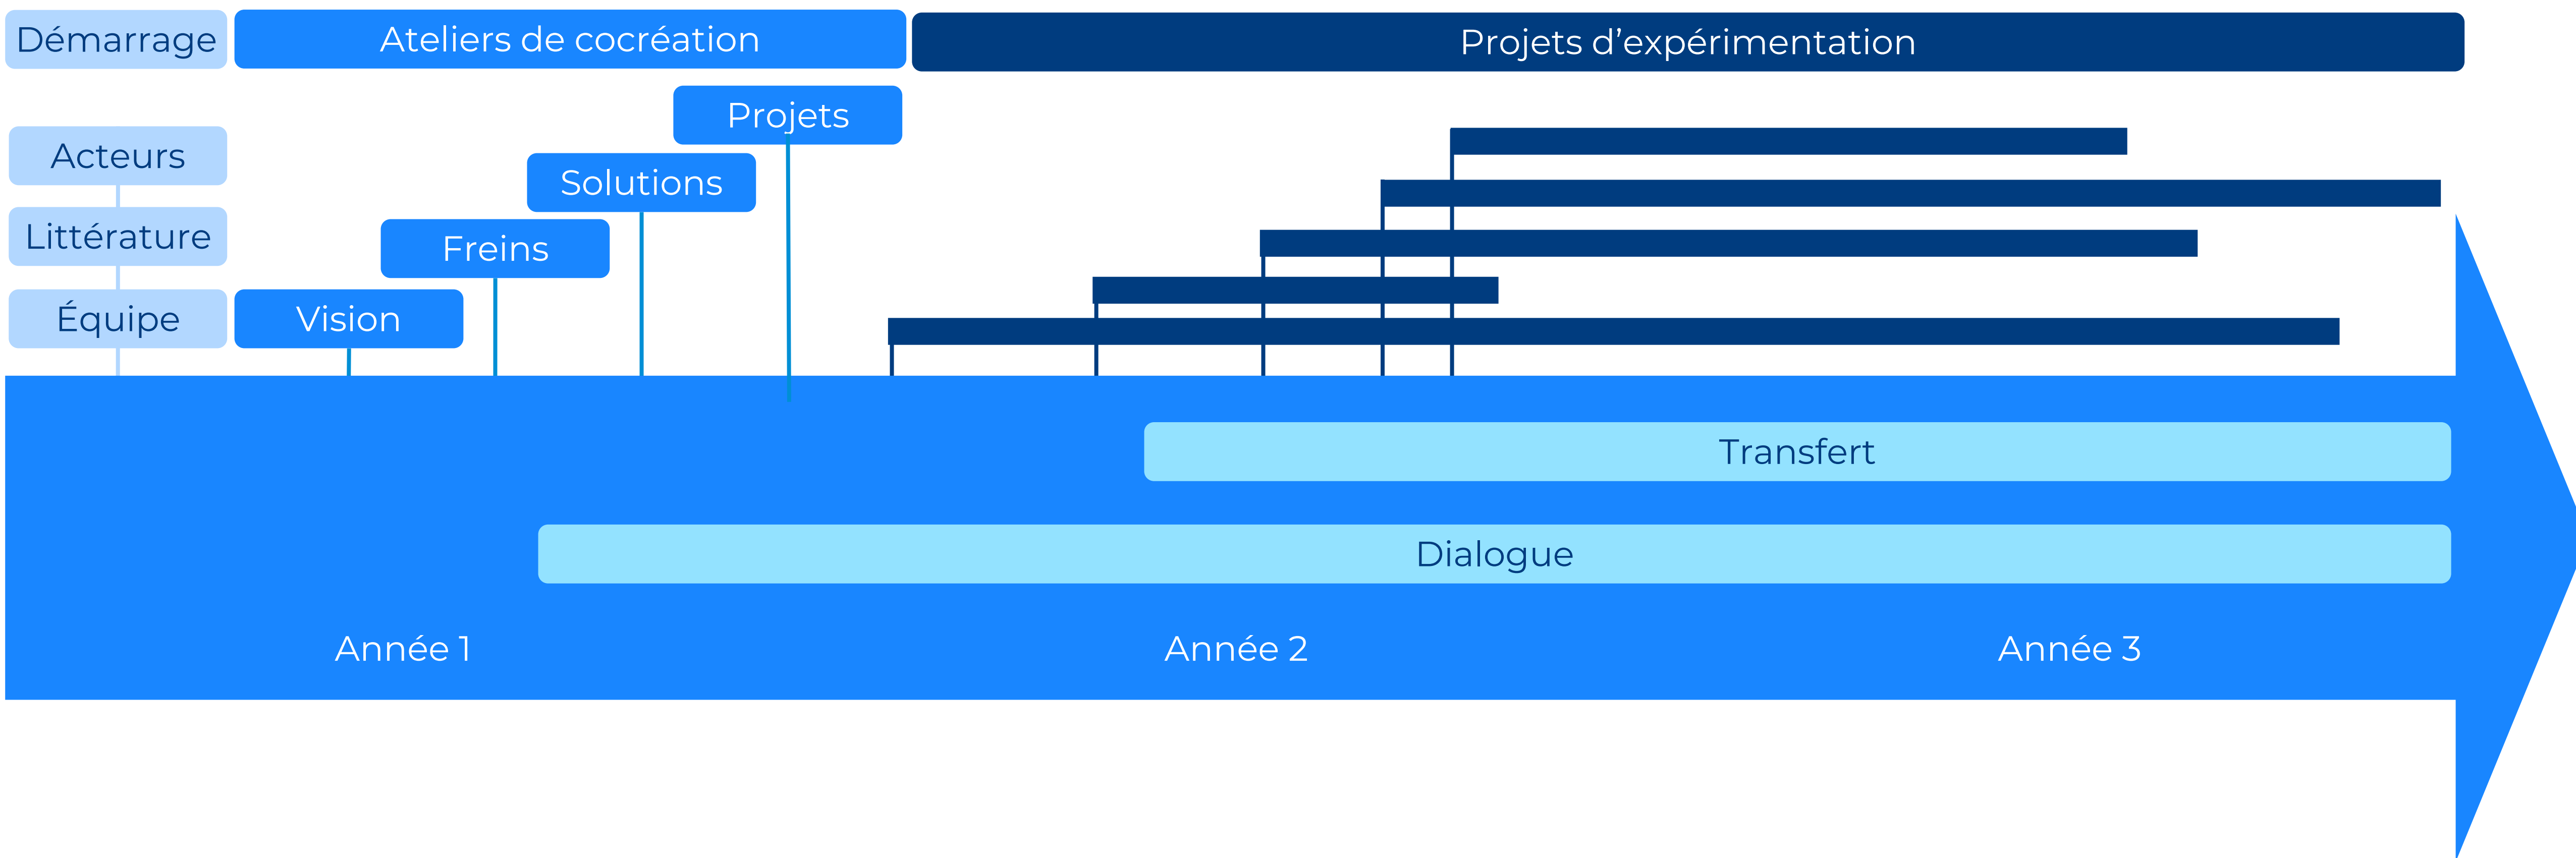 Démarrage
Ateliers de cocréation
Projets d’expérimentation
Projets
Acteurs
Solutions
Littérature
Freins
Équipe
Vision
Transfert
Dialogue
Année 1
Année 2
Année 3